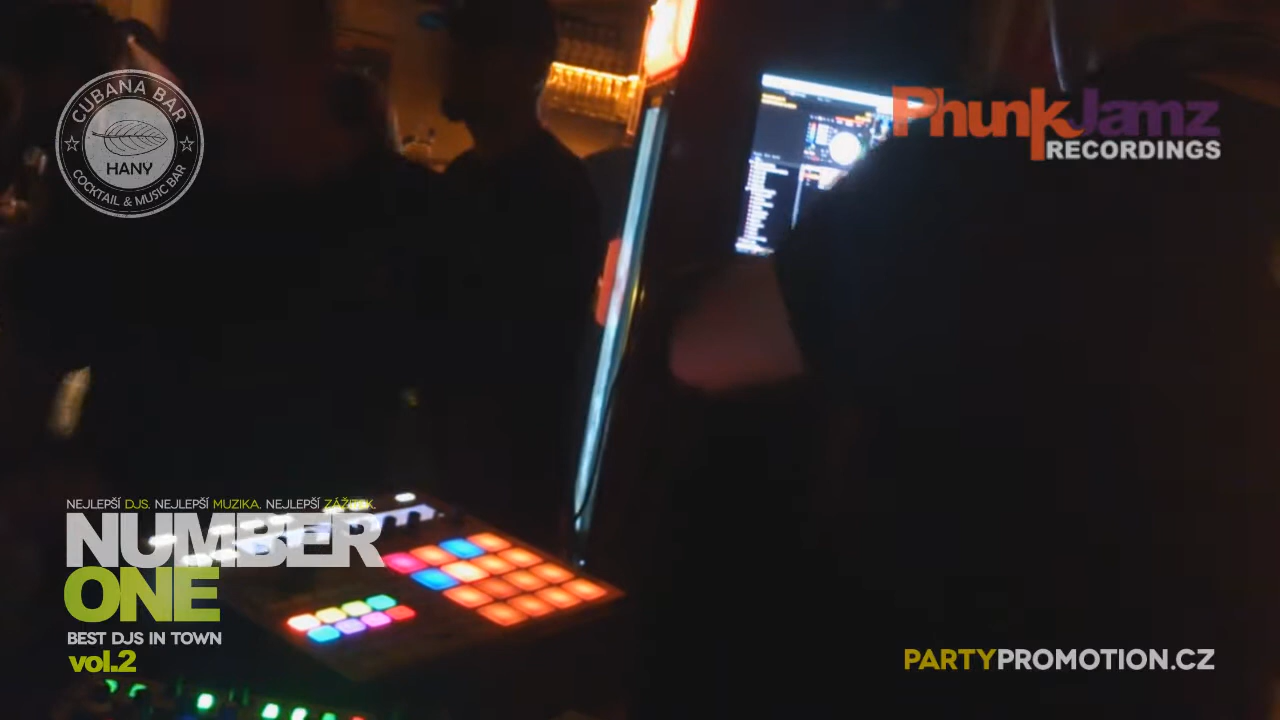 CUBANA BAR
HANY
COCKTAIL & MUSIC BAR
PhunkJamz
RECORDINGS
NEJLEPŠÍ DJS. NEJLEPŠÍ MUZIKA. NEJLEPŠÍ ZÁŽITEK.
NUMBER
ONE
BEST DJS IN TOWN
vol.2
PARTYPROMOTION.CZ